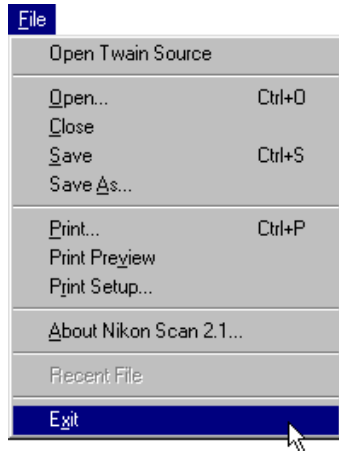 File
Open Twain Source
Open... Ctrl+O
Close
Save Ctrl+S
Save As...
Print... Ctrl+P
Print Preview
Print Setup...
About Nikon Scan 2.1...
Recent File
Exit